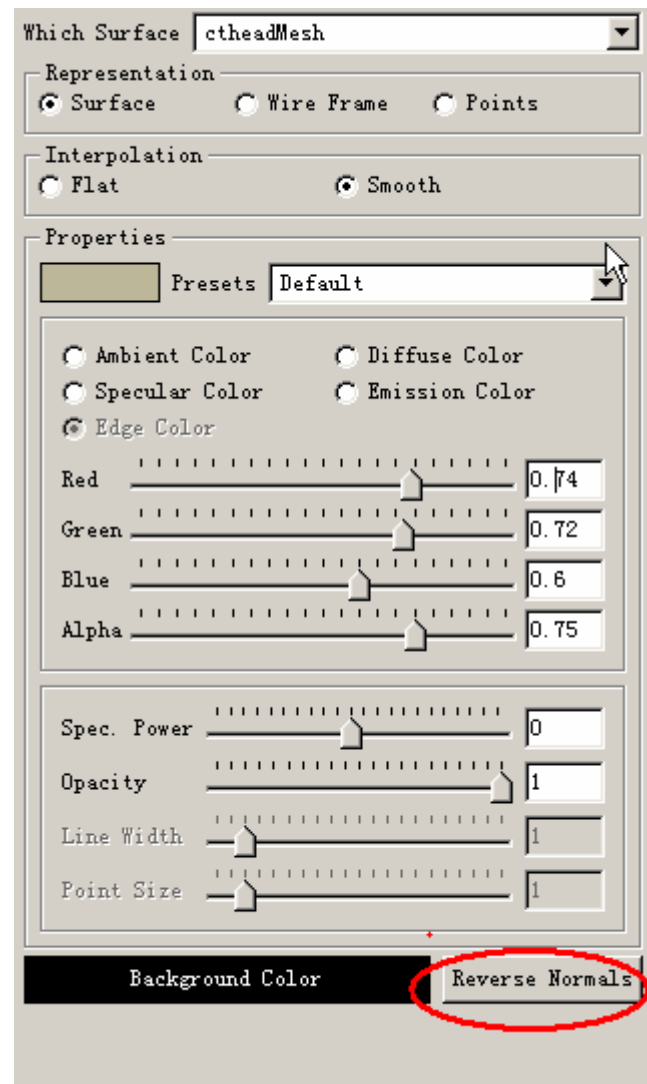 Which Surface ctheadMesh
Representation
Surface Wire Frame Points
Interpolation
Flat Smooth
Properties
Presets Default
Ambient Color Diffuse Color
Specular Color Emission Color
Edge Color
Red 0.74
Green 0.72
Blue 0.6
Alpha 0.75
Spec. Power 0
Opacity 1
Line Width 1
Point Size 1
Background Color Reverse Normals